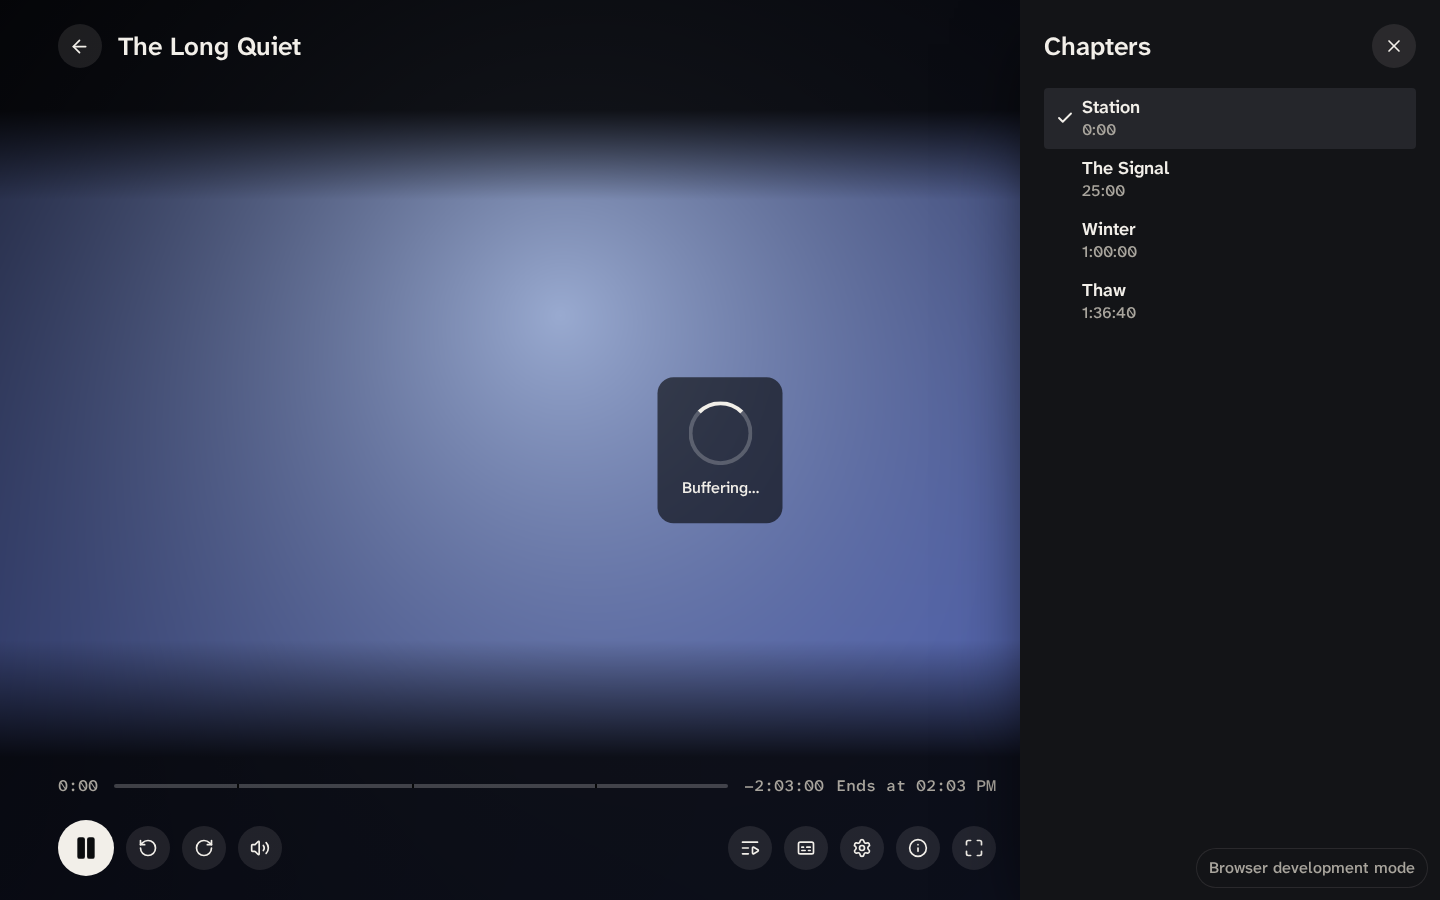 The Long Quiet
Chapters
Station
0:00
The Signal
25:00
Winter
1:00:00
Thaw
1:36:40
Buffering...
0:00
–2:03:00 Ends at 02:03 PM
Browser development mode